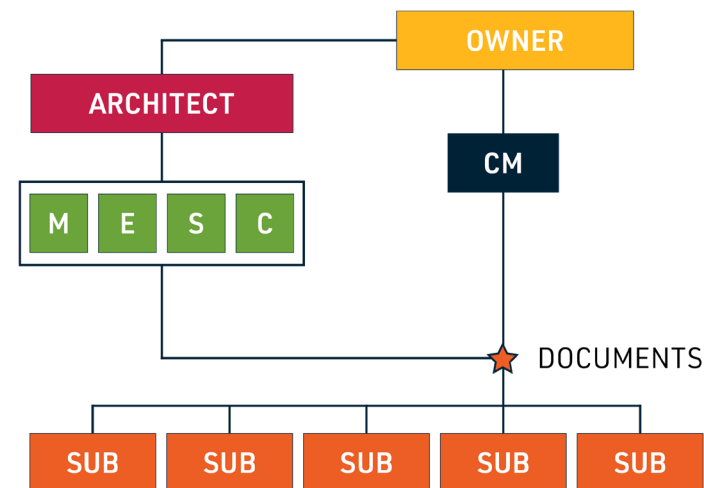 OWNER
ARCHITECT
CM
M E S C
DOCUMENTS
SUB SUB SUB SUB SUB